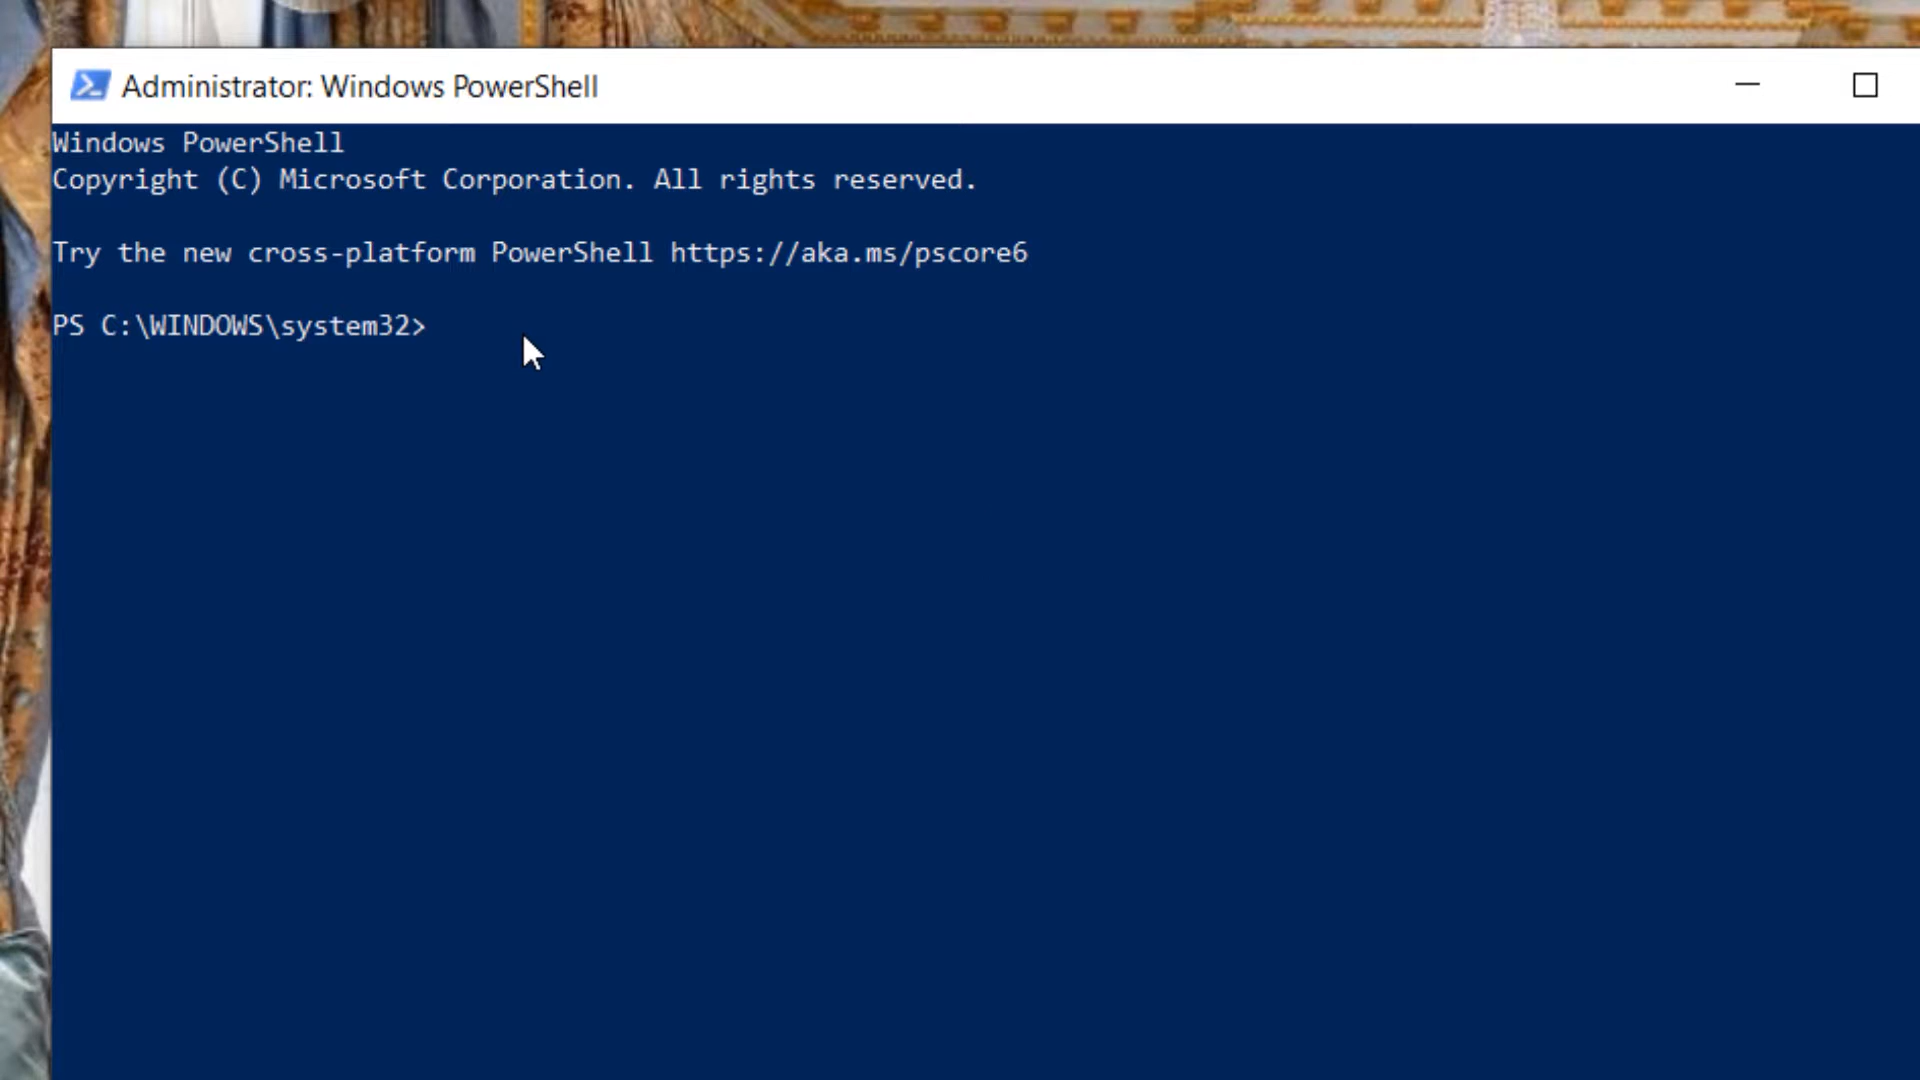 Administrator: Windows PowerShell
Windows PowerShell
Copyright (C) Microsoft Corporation. All rights reserved.
Try the new cross-platform PowerShell https://aka.ms/pscore6
PS C:\WINDOWS\system32>